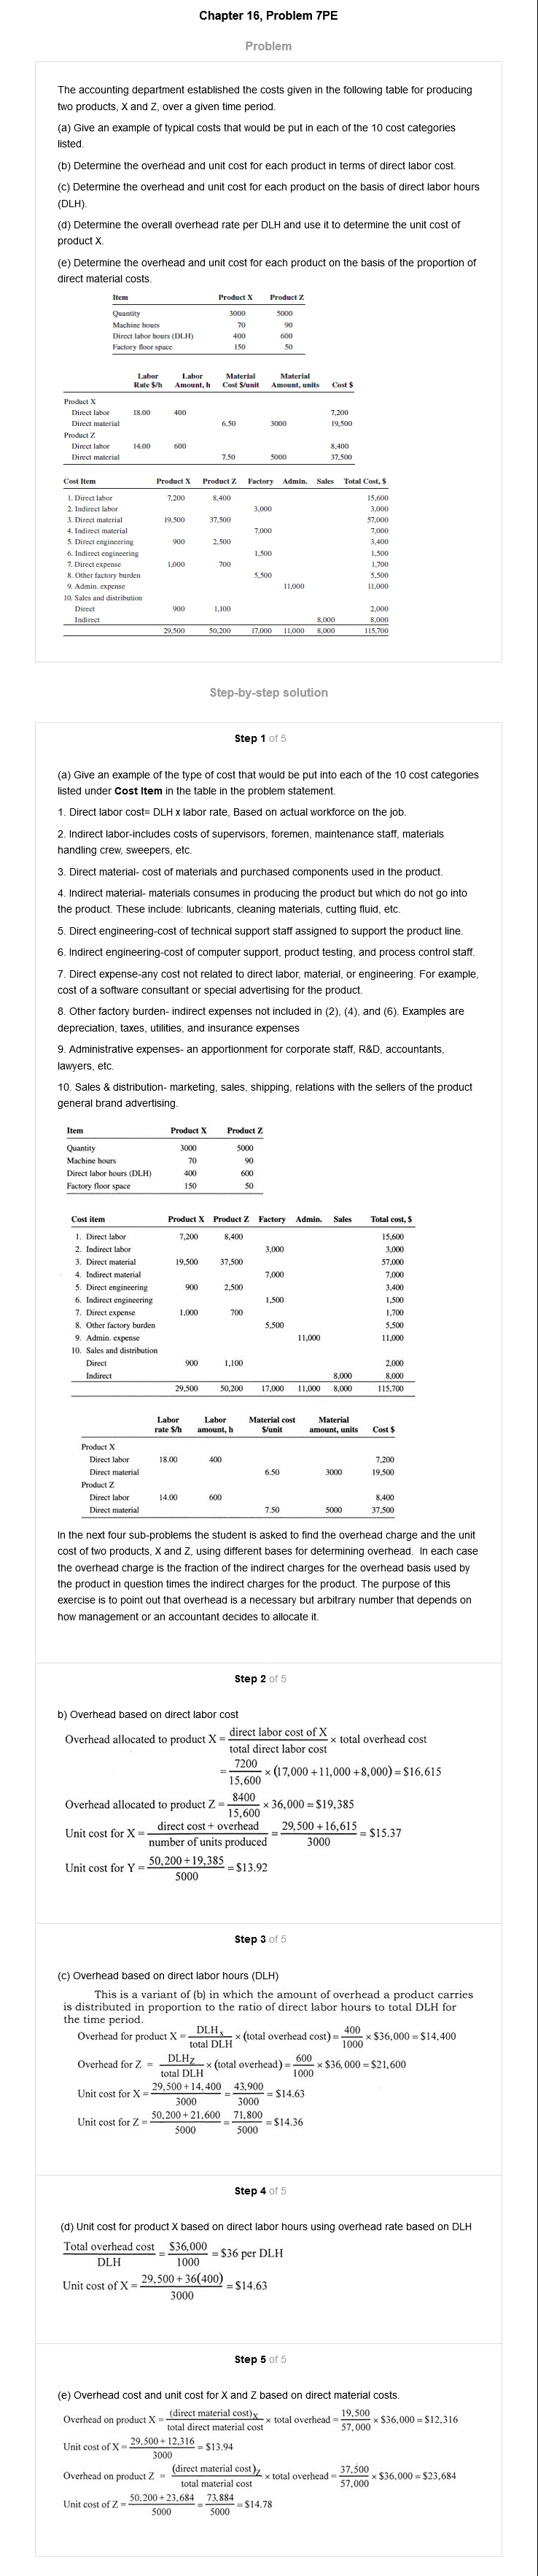 Chapter 16, Problem 7PE
Problem
The accounting department established the costs given in the following table for producing
two products, X and Z, over a given time period.
(a) Give an example of typical costs that would be put in each of the 10 cost categories
listed.
(b) Determine the overhead and unit cost for each product in terms of direct labor cost.
(c) Determine the overhead and unit cost for each product on the basis of direct labor hours
(DLH).
(d) Determine the overall overhead rate per DLH and use it to determine the unit cost of
product X.
(e) Determine the overhead and unit cost for each product on the basis of the proportion of
direct material costs.
Item Product X Product Z
Quantity 3000 5000
Machine hours 70 90
Direct labor hours (DLH) 400 600
Factory floor space 150 50
Labor Labor Material Material
Rate $/h Amount, h Cost $/unit Amount, units Cost $
Product X
Direct labor 18.00 400 7,200
Direct material 6.50 3000 19,500
Product Z
Direct labor 14.00 600 8,400
Direct material 7.50 5000 37,500
Cost Item Product X Product Z Factory Admin. Sales Total Cost, $
1. Direct labor 7,200 8,400 15,600
2. Indirect labor 3,000 3,000
3. Direct material 19,500 37,500 57,000
4. Indirect material 7,000 7,000
5. Direct engineering 900 2,500 3,400
6. Indirect engineering 1,500 1,500
7. Direct expense 1,000 700 1,700
8. Other factory burden 5,500 5,500
9. Admin. expense 11,000 11,000
10. Sales and distribution
Direct 900 1,100 2,000
Indirect 8,000 8,000
29,500 50,200 17,000 11,000 8,000 115,700
Step-by-step solution
Step 1 of 5
(a) Give an example of the type of cost that would be put into each of the 10 cost categories
listed under Cost Item in the table in the problem statement.
1. Direct labor cost= DLH x labor rate, Based on actual workforce on the job.
2. Indirect labor-includes costs of supervisors, foremen, maintenance staff, materials
handling crew, sweepers, etc.
3. Direct material- cost of materials and purchased components used in the product.
4. Indirect material- materials consumes in producing the product but which do not go into
the product. These include: lubricants, cleaning materials, cutting fluid, etc.
5. Direct engineering-cost of technical support staff assigned to support the product line.
6. Indirect engineering-cost of computer support, product testing, and process control staff.
7. Direct expense-any cost not related to direct labor, material, or engineering. For example,
cost of a software consultant or special advertising for the product.
8. Other factory burden- indirect expenses not included in (2), (4), and (6). Examples are
depreciation, taxes, utilities, and insurance expenses
9. Administrative expenses- an apportionment for corporate staff, R&D, accountants,
lawyers, etc.
10. Sales & distribution- marketing, sales, shipping, relations with the sellers of the product
general brand advertising.
Item Product X Product Z
Quantity 3000 5000
Machine hours 70 90
Direct labor hours (DLH) 400 600
Factory floor space 150 50
Cost item Product X Product Z Factory Admin. Sales Total cost, $
1. Direct labor 7,200 8,400 15,600
2. Indirect labor 3,000 3,000
3. Direct material 19,500 37,500 57,000
4. Indirect material 7,000 7,000
5. Direct engineering 900 2,500 3,400
6. Indirect engineering 1,500 1,500
7. Direct expense 1,000 700 1,700
8. Other factory burden 5,500 5,500
9. Admin. expense 11,000 11,000
10. Sales and distribution
Direct 900 1,100 2,000
Indirect 8,000 8,000
29,500 50,200 17,000 11,000 8,000 115,700
Labor Labor Material cost Material
rate $/h amount, h $/unit amount, units Cost $
Product X
Direct labor 18.00 400 7,200
Direct material 6.50 3000 19,500
Product Z
Direct labor 14.00 600 8,400
Direct material 7.50 5000 37,500
In the next four sub-problems the student is asked to find the overhead charge and the unit
cost of two products, X and Z, using different bases for determining overhead. In each case
the overhead charge is the fraction of the indirect charges for the overhead basis used by
the product in question times the indirect charges for the product. The purpose of this
exercise is to point out that overhead is a necessary but arbitrary number that depends on
how management or an accountant decides to allocate it.
Step 2 of 5
b) Overhead based on direct labor cost
Overhead allocated to product X = direct labor cost of X / total direct labor cost × total overhead cost
= 7200 / 15,600 × (17,000 + 11,000 + 8,000) = $16,615
Overhead allocated to product Z = 8400 / 15,600 × 36,000 = $19,385
Unit cost for X = direct cost + overhead / number of units produced = 29,500 + 16,615 / 3000 = $15.37
Unit cost for Y = 50,200 + 19,385 / 5000 = $13.92
Step 3 of 5
(c) Overhead based on direct labor hours (DLH)
This is a variant of (b) in which the amount of overhead a product carries
is distributed in proportion to the ratio of direct labor hours to total DLH for
the time period.
Overhead for product X = DLHX / total DLH × (total overhead cost) = 400 / 1000 × $36,000 = $14,400
Overhead for Z = DLHZ / total DLH × (total overhead) = 600 / 1000 × $36,000 = $21,600
Unit cost for X = 29,500 + 14,400 / 3000 = 43,900 / 3000 = $14.63
Unit cost for Z = 50,200 + 21,600 / 5000 = 71,800 / 5000 = $14.36
Step 4 of 5
(d) Unit cost for product X based on direct labor hours using overhead rate based on DLH
Total overhead cost / DLH = $36,000 / 1000 = $36 per DLH
Unit cost of X = 29,500 + 36(400) / 3000 = $14.63
Step 5 of 5
(e) Overhead cost and unit cost for X and Z based on direct material costs.
Overhead on product X = (direct material cost)X / total direct material cost × total overhead = 19,500 / 57,000 × $36,000 = $12,316
Unit cost of X = 29,500 + 12,316 / 3000 = $13.94
Overhead on product Z = (direct material cost)Z / total material cost × total overhead = 37,500 / 57,000 × $36,000 = $23,684
Unit cost of Z = 50,200 + 23,684 / 5000 = 73,884 / 5000 = $14.78